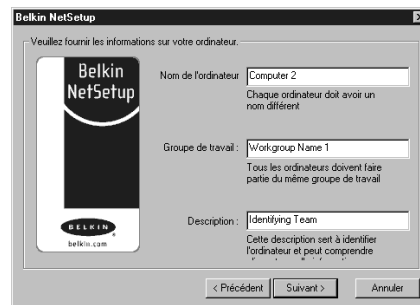 Belkin NetSetup
Veuillez fournir les informations sur votre ordinateur.
Belkin
NetSetup
BELKIN
belkin.com
Nom de l'ordinateur
Computer 2
Chaque ordinateur doit avoir un
nom différent
Groupe de travail :
Workgroup Name 1
Tous les ordinateurs doivent faire
partie du même groupe de travail
Description :
Identifying Team
Cette description sert à identifier
l'ordinateur et peut comprendre
< Précédent
Suivant >
Annuler